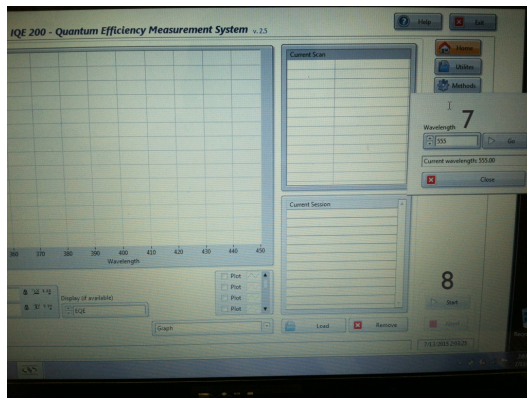 IQE 200 - Quantum Efficiency Measurement System v. 2.5
Help
Exit
Home
Utilities
Methods
Current Scan
7
Wavelength
555
Go
Current wavelength: 555.00
Close
Current Session
360 370 380 390 400 410 420 430 440 450
Wavelength
Plot
Plot
Plot
Plot
Display (if available)
EQE
Graph
Load
Remove
8
Start